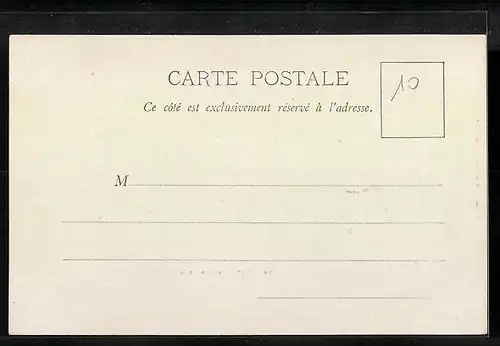 CARTE POSTALE
10
Ce côté est exclusivement réservé à l'adresse.
M